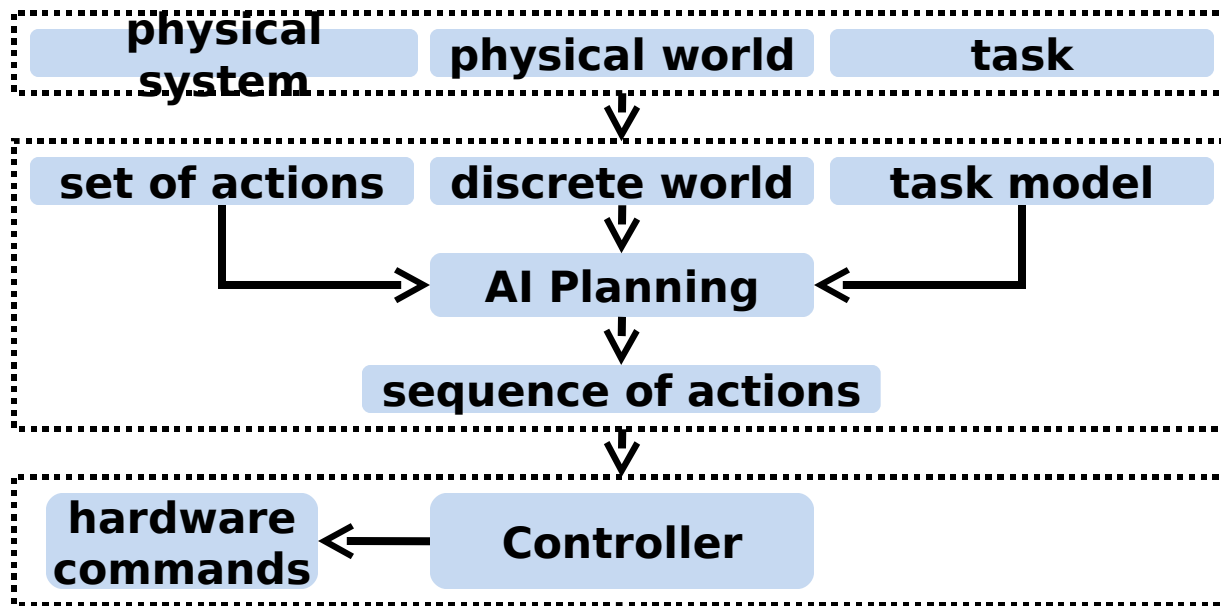 physical
system
physical world
task
set of actions
discrete world
task model
AI Planning
sequence of actions
hardware
commands
Controller